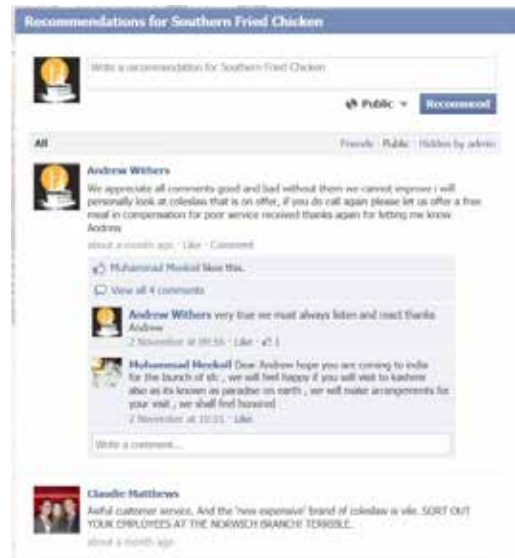 Recommendations for Southern Fried Chicken
Write a recommendation for Southern Fried Chicken
Public
Recommend
All
Friends · Public · Hidden by admin
Andrew Withers
We appreciate all comments good and bad without them we cannot improve i will
personally look at coleslaw that is on offer, if you do call again please let us offer a free
meal in compensation for poor service received thanks again for letting me know
Andrew
about a month ago · Like · Comment
Muhammad likes this.
View all 4 comments
Andrew Withers very true we must always listen and react thanks
Andrew
2 November at 09:56 · Like · 1
Muhammad Dear Andrew hope you are coming to india
for the launch of sfc , we will feel happy if you will visit to kashmir
also as its known as paradise on earth , we will make arrangements for
your visit , we shall feel honored
2 November at 10:01 · Like
Write a comment...
Claudie Matthews
Awful customer service. And the 'new expensive' brand of coleslaw is vile. SORT OUT
YOUR EMPLOYEES AT THE NORWICH BRANCH! TERRIBLE.
about a month ago